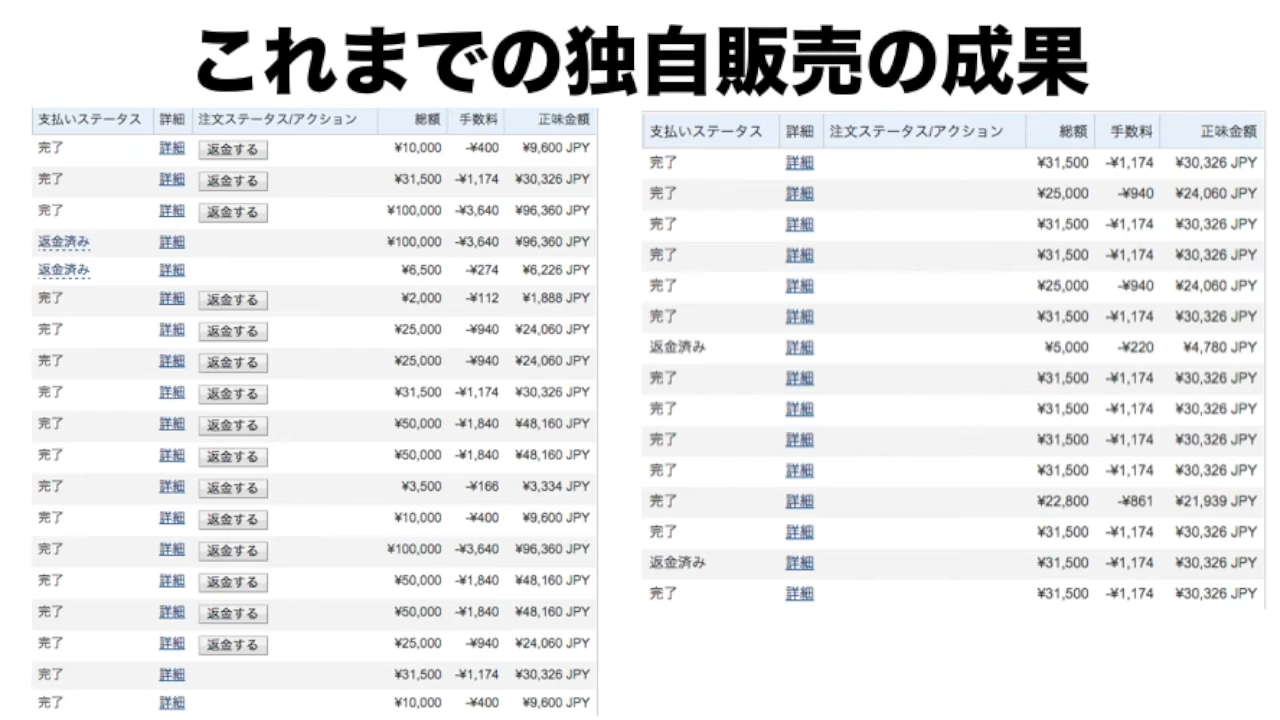 これまでの独自販売の成果
支払いステータス 詳細 注文ステータス/アクション 総額 手数料 正味金額
完了 詳細 返金する ¥10,000 -¥400 ¥9,600 JPY
完了 詳細 返金する ¥31,500 -¥1,174 ¥30,326 JPY
完了 詳細 返金する ¥100,000 -¥3,640 ¥96,360 JPY
返金済み 詳細 ¥100,000 -¥3,640 ¥96,360 JPY
返金済み 詳細 ¥6,500 -¥274 ¥6,226 JPY
完了 詳細 返金する ¥2,000 -¥112 ¥1,888 JPY
完了 詳細 返金する ¥25,000 -¥940 ¥24,060 JPY
完了 詳細 返金する ¥25,000 -¥940 ¥24,060 JPY
完了 詳細 返金する ¥31,500 -¥1,174 ¥30,326 JPY
完了 詳細 返金する ¥50,000 -¥1,840 ¥48,160 JPY
完了 詳細 返金する ¥50,000 -¥1,840 ¥48,160 JPY
完了 詳細 返金する ¥3,500 -¥166 ¥3,334 JPY
完了 詳細 返金する ¥10,000 -¥400 ¥9,600 JPY
完了 詳細 返金する ¥100,000 -¥3,640 ¥96,360 JPY
完了 詳細 返金する ¥50,000 -¥1,840 ¥48,160 JPY
完了 詳細 返金する ¥50,000 -¥1,840 ¥48,160 JPY
完了 詳細 返金する ¥25,000 -¥940 ¥24,060 JPY
完了 詳細 ¥31,500 -¥1,174 ¥30,326 JPY
完了 詳細 ¥10,000 -¥400 ¥9,600 JPY
支払いステータス 詳細 注文ステータス/アクション 総額 手数料 正味金額
完了 詳細 ¥31,500 -¥1,174 ¥30,326 JPY
完了 詳細 ¥25,000 -¥940 ¥24,060 JPY
完了 詳細 ¥31,500 -¥1,174 ¥30,326 JPY
完了 詳細 ¥31,500 -¥1,174 ¥30,326 JPY
完了 詳細 ¥25,000 -¥940 ¥24,060 JPY
完了 詳細 ¥31,500 -¥1,174 ¥30,326 JPY
返金済み 詳細 ¥5,000 -¥220 ¥4,780 JPY
完了 詳細 ¥31,500 -¥1,174 ¥30,326 JPY
完了 詳細 ¥31,500 -¥1,174 ¥30,326 JPY
完了 詳細 ¥31,500 -¥1,174 ¥30,326 JPY
完了 詳細 ¥31,500 -¥1,174 ¥30,326 JPY
完了 詳細 ¥22,800 -¥861 ¥21,939 JPY
完了 詳細 ¥31,500 -¥1,174 ¥30,326 JPY
返金済み 詳細 ¥31,500 -¥1,174 ¥30,326 JPY
完了 詳細 ¥31,500 -¥1,174 ¥30,326 JPY